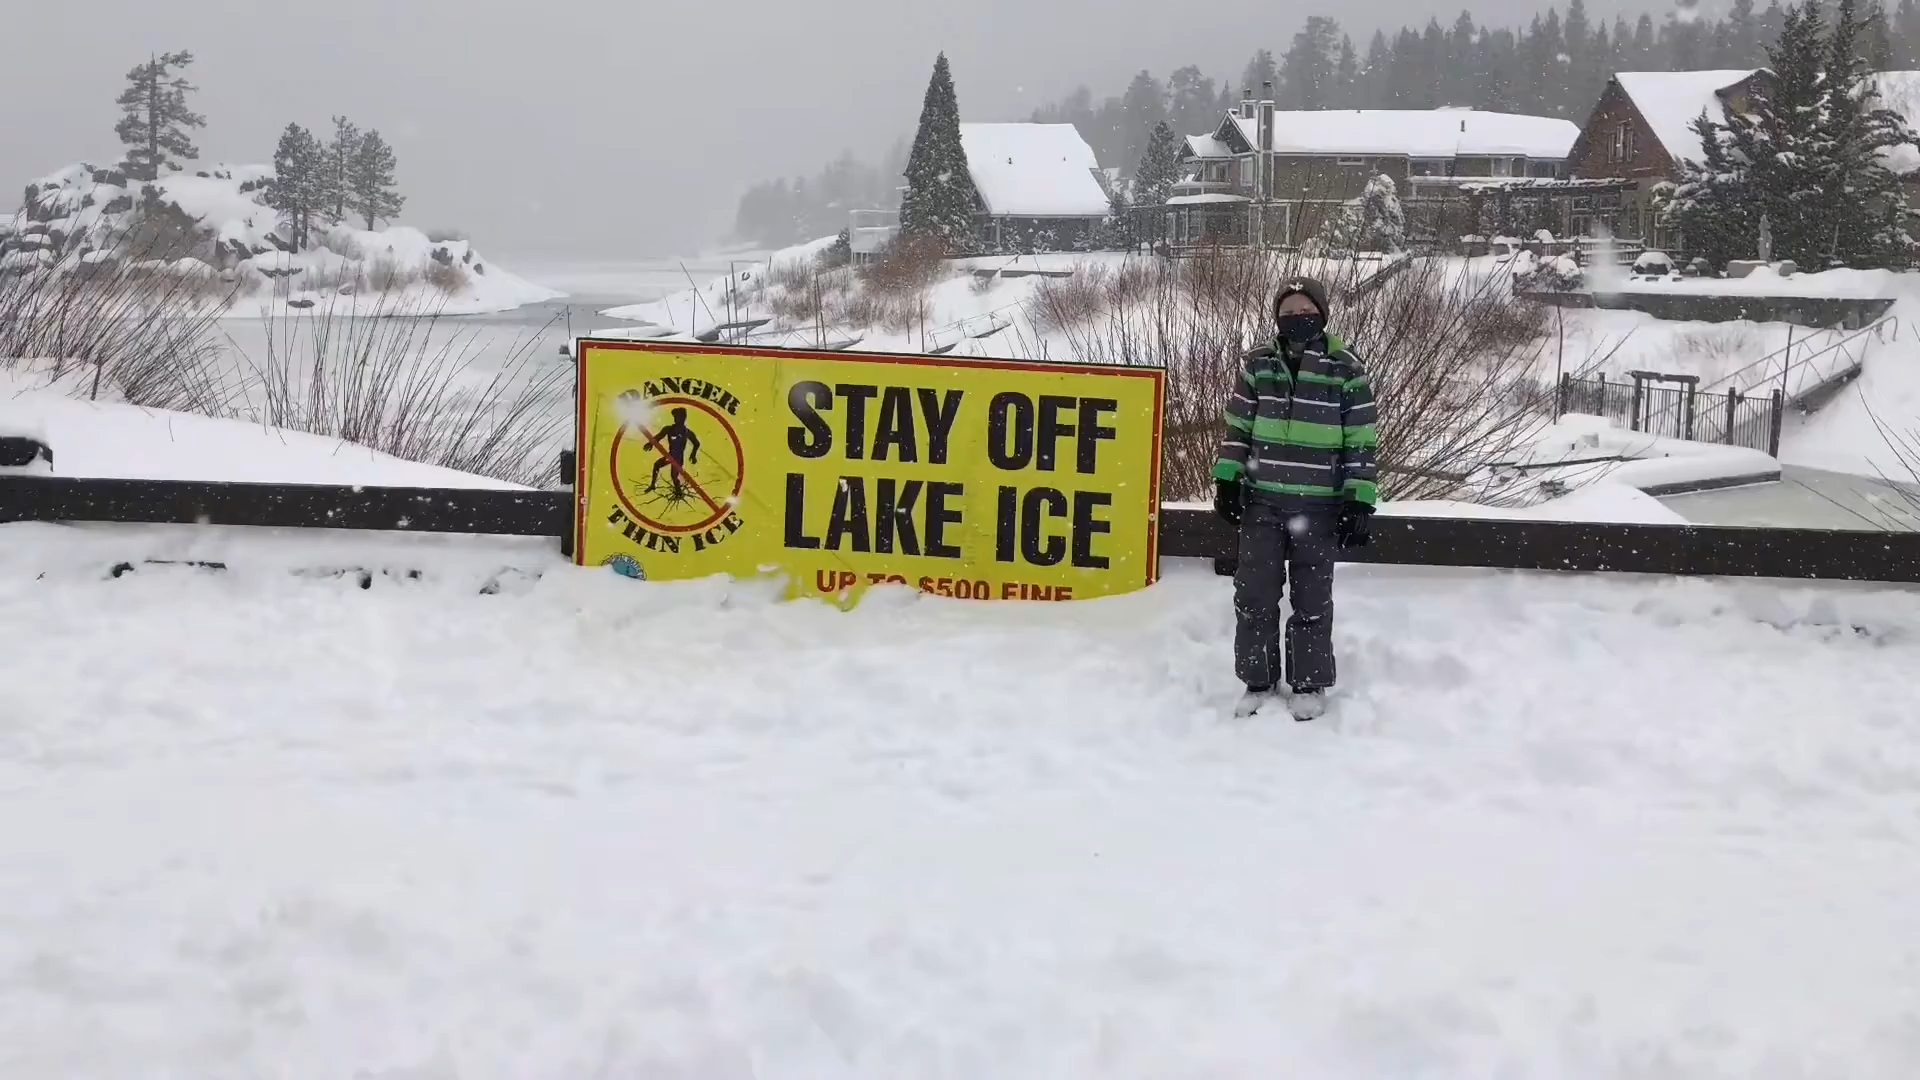 DANGER
THIN ICE
STAY OFF
LAKE ICE
UP TO $500 FINE